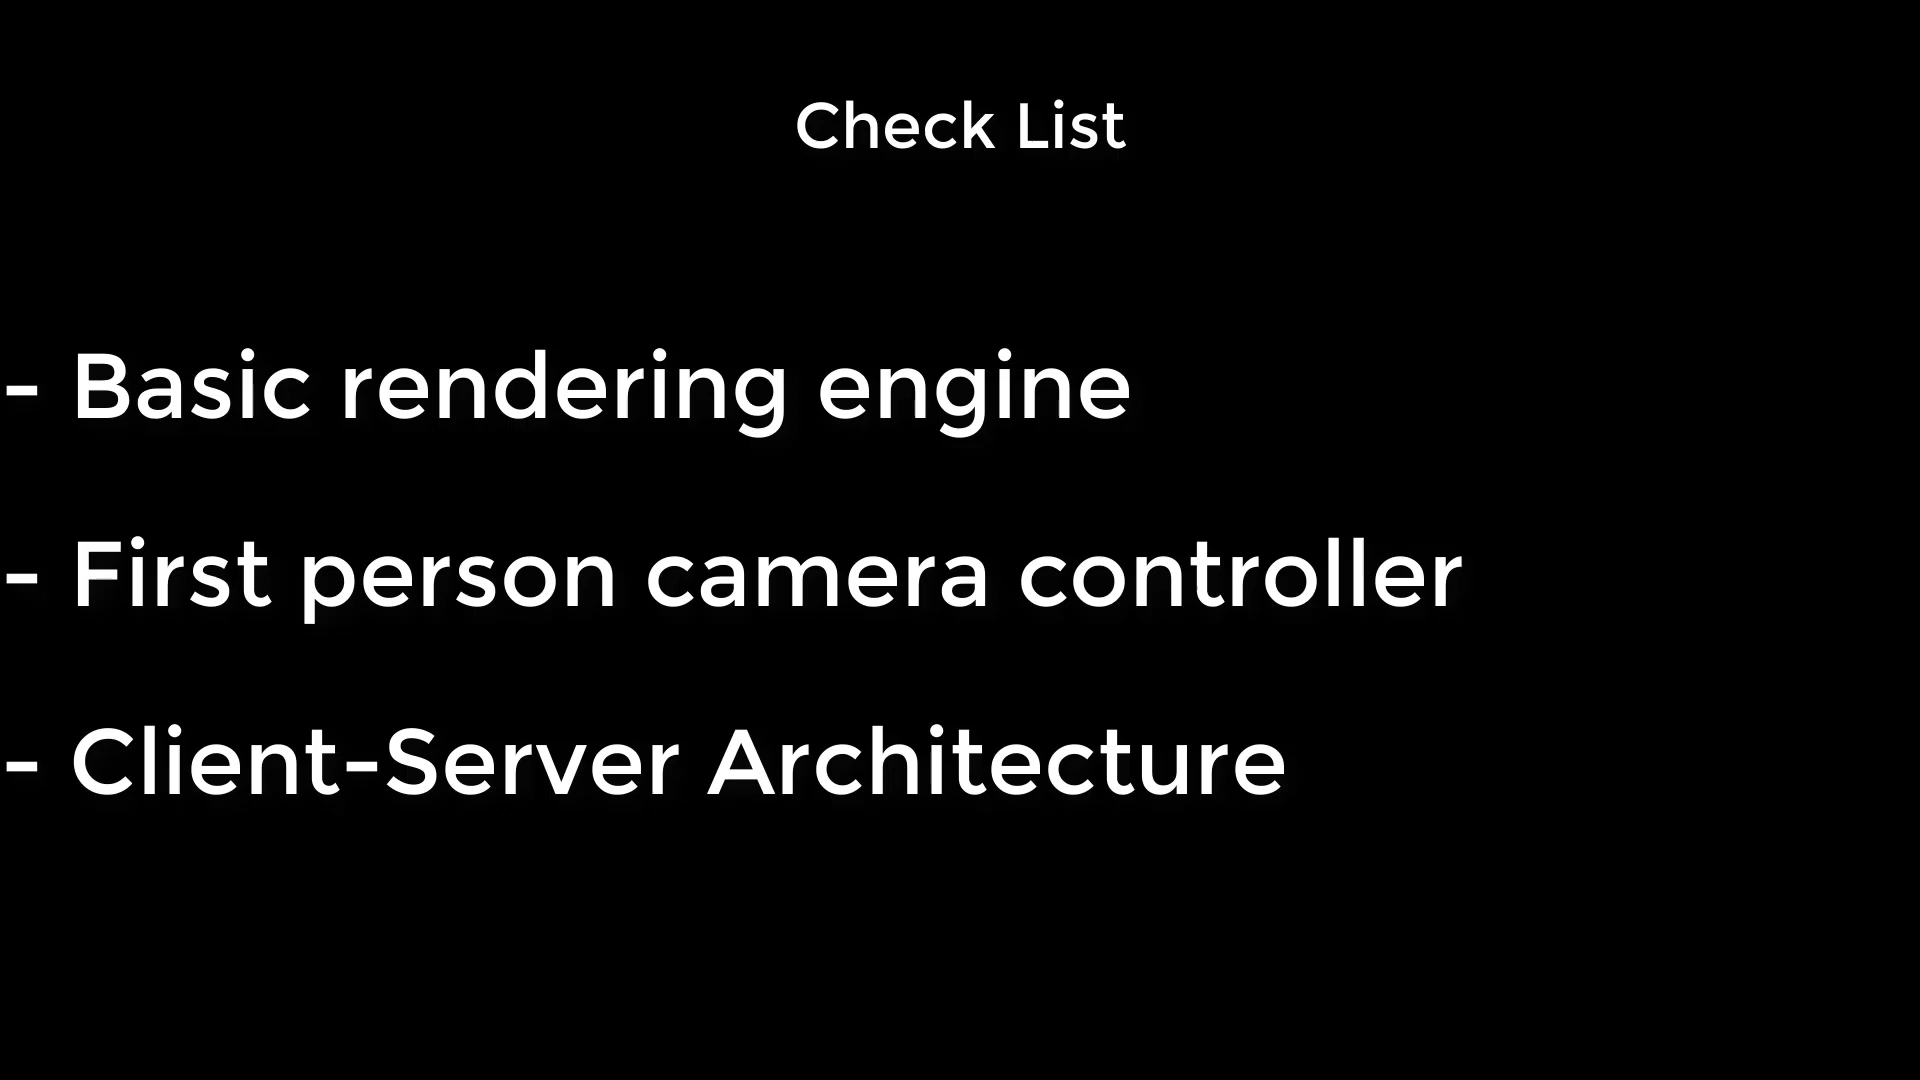 Check List
- Basic rendering engine
- First person camera controller
- Client-Server Architecture